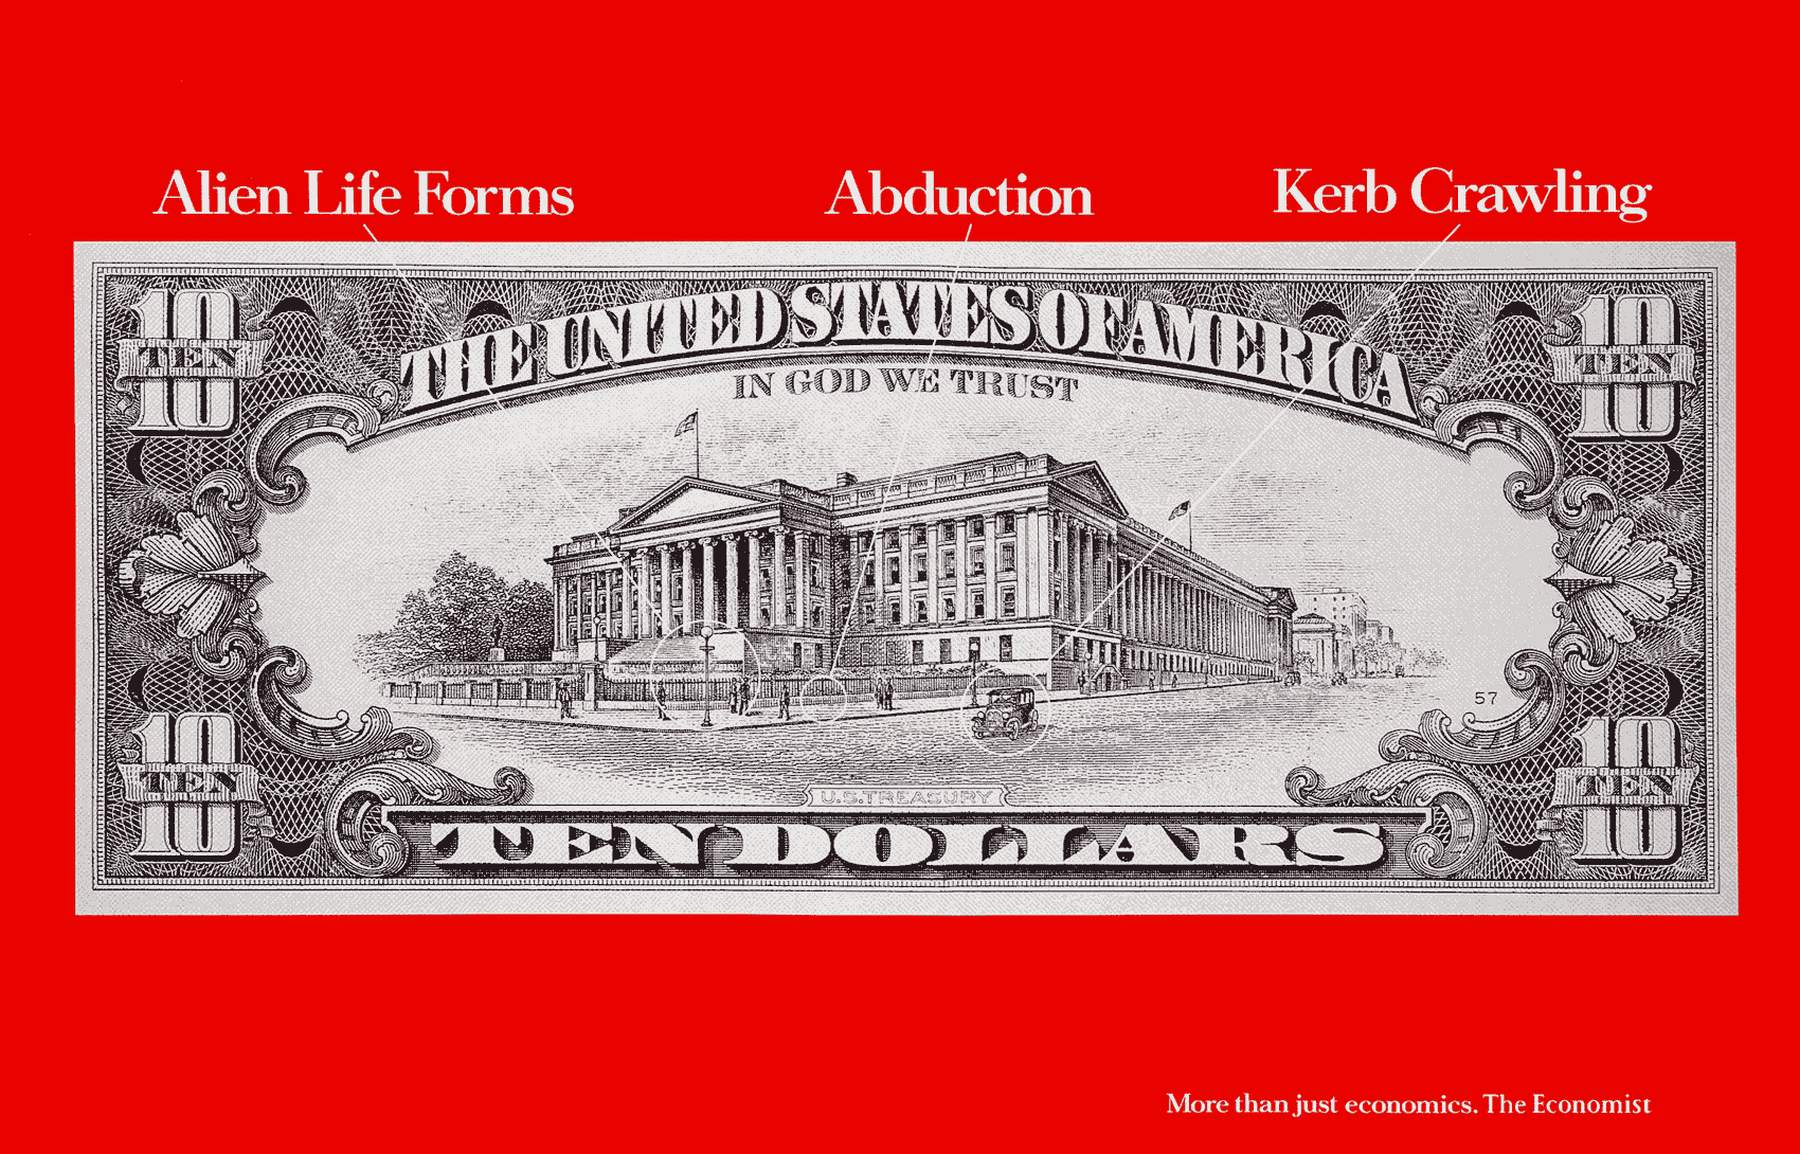 Alien Life Forms
Abduction
Kerb Crawling
10
TEN
THE UNITED STATES OF AMERICA
10
TEN
IN GOD WE TRUST
57
10
TEN
U.S. TREASURY
10
TEN
TEN DOLLARS
More than just economics. The Economist